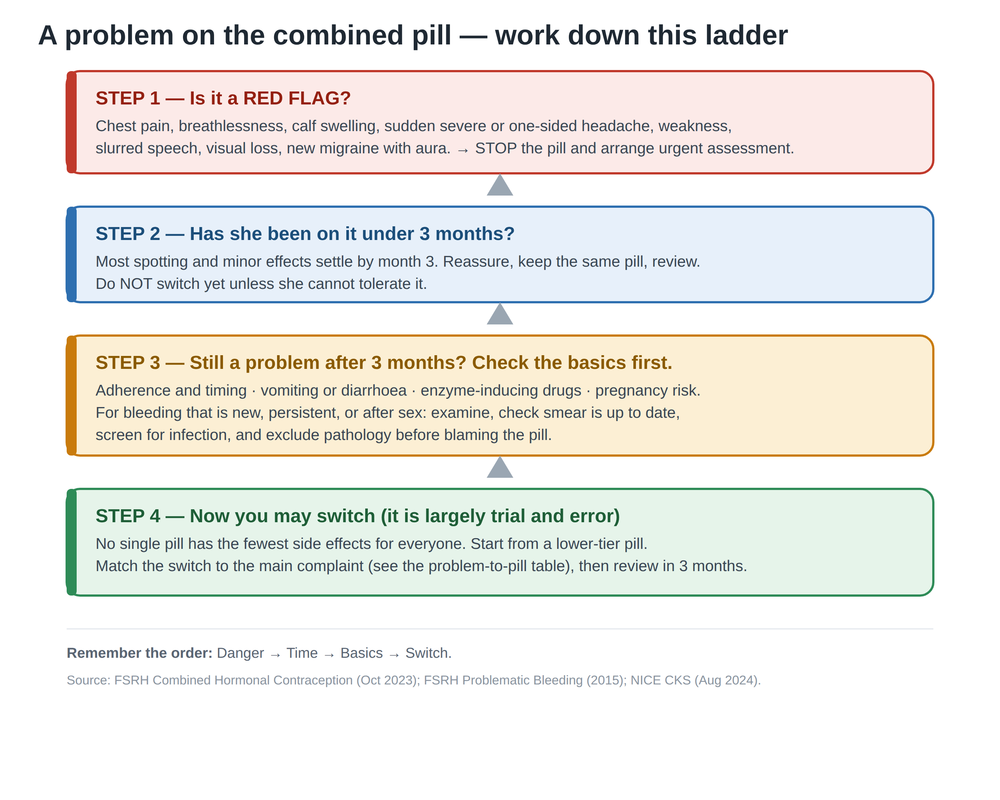 A problem on the combined pill — work down this ladder
STEP 1 — Is it a RED FLAG?
Chest pain, breathlessness, calf swelling, sudden severe or one-sided headache, weakness,
slurred speech, visual loss, new migraine with aura. → STOP the pill and arrange urgent assessment.
STEP 2 — Has she been on it under 3 months?
Most spotting and minor effects settle by month 3. Reassure, keep the same pill, review.
Do NOT switch yet unless she cannot tolerate it.
STEP 3 — Still a problem after 3 months? Check the basics first.
Adherence and timing · vomiting or diarrhoea · enzyme-inducing drugs · pregnancy risk.
For bleeding that is new, persistent, or after sex: examine, check smear is up to date,
screen for infection, and exclude pathology before blaming the pill.
STEP 4 — Now you may switch (it is largely trial and error)
No single pill has the fewest side effects for everyone. Start from a lower-tier pill.
Match the switch to the main complaint (see the problem-to-pill table), then review in 3 months.
Remember the order: Danger → Time → Basics → Switch.
Source: FSRH Combined Hormonal Contraception (Oct 2023); FSRH Problematic Bleeding (2015); NICE CKS (Aug 2024).